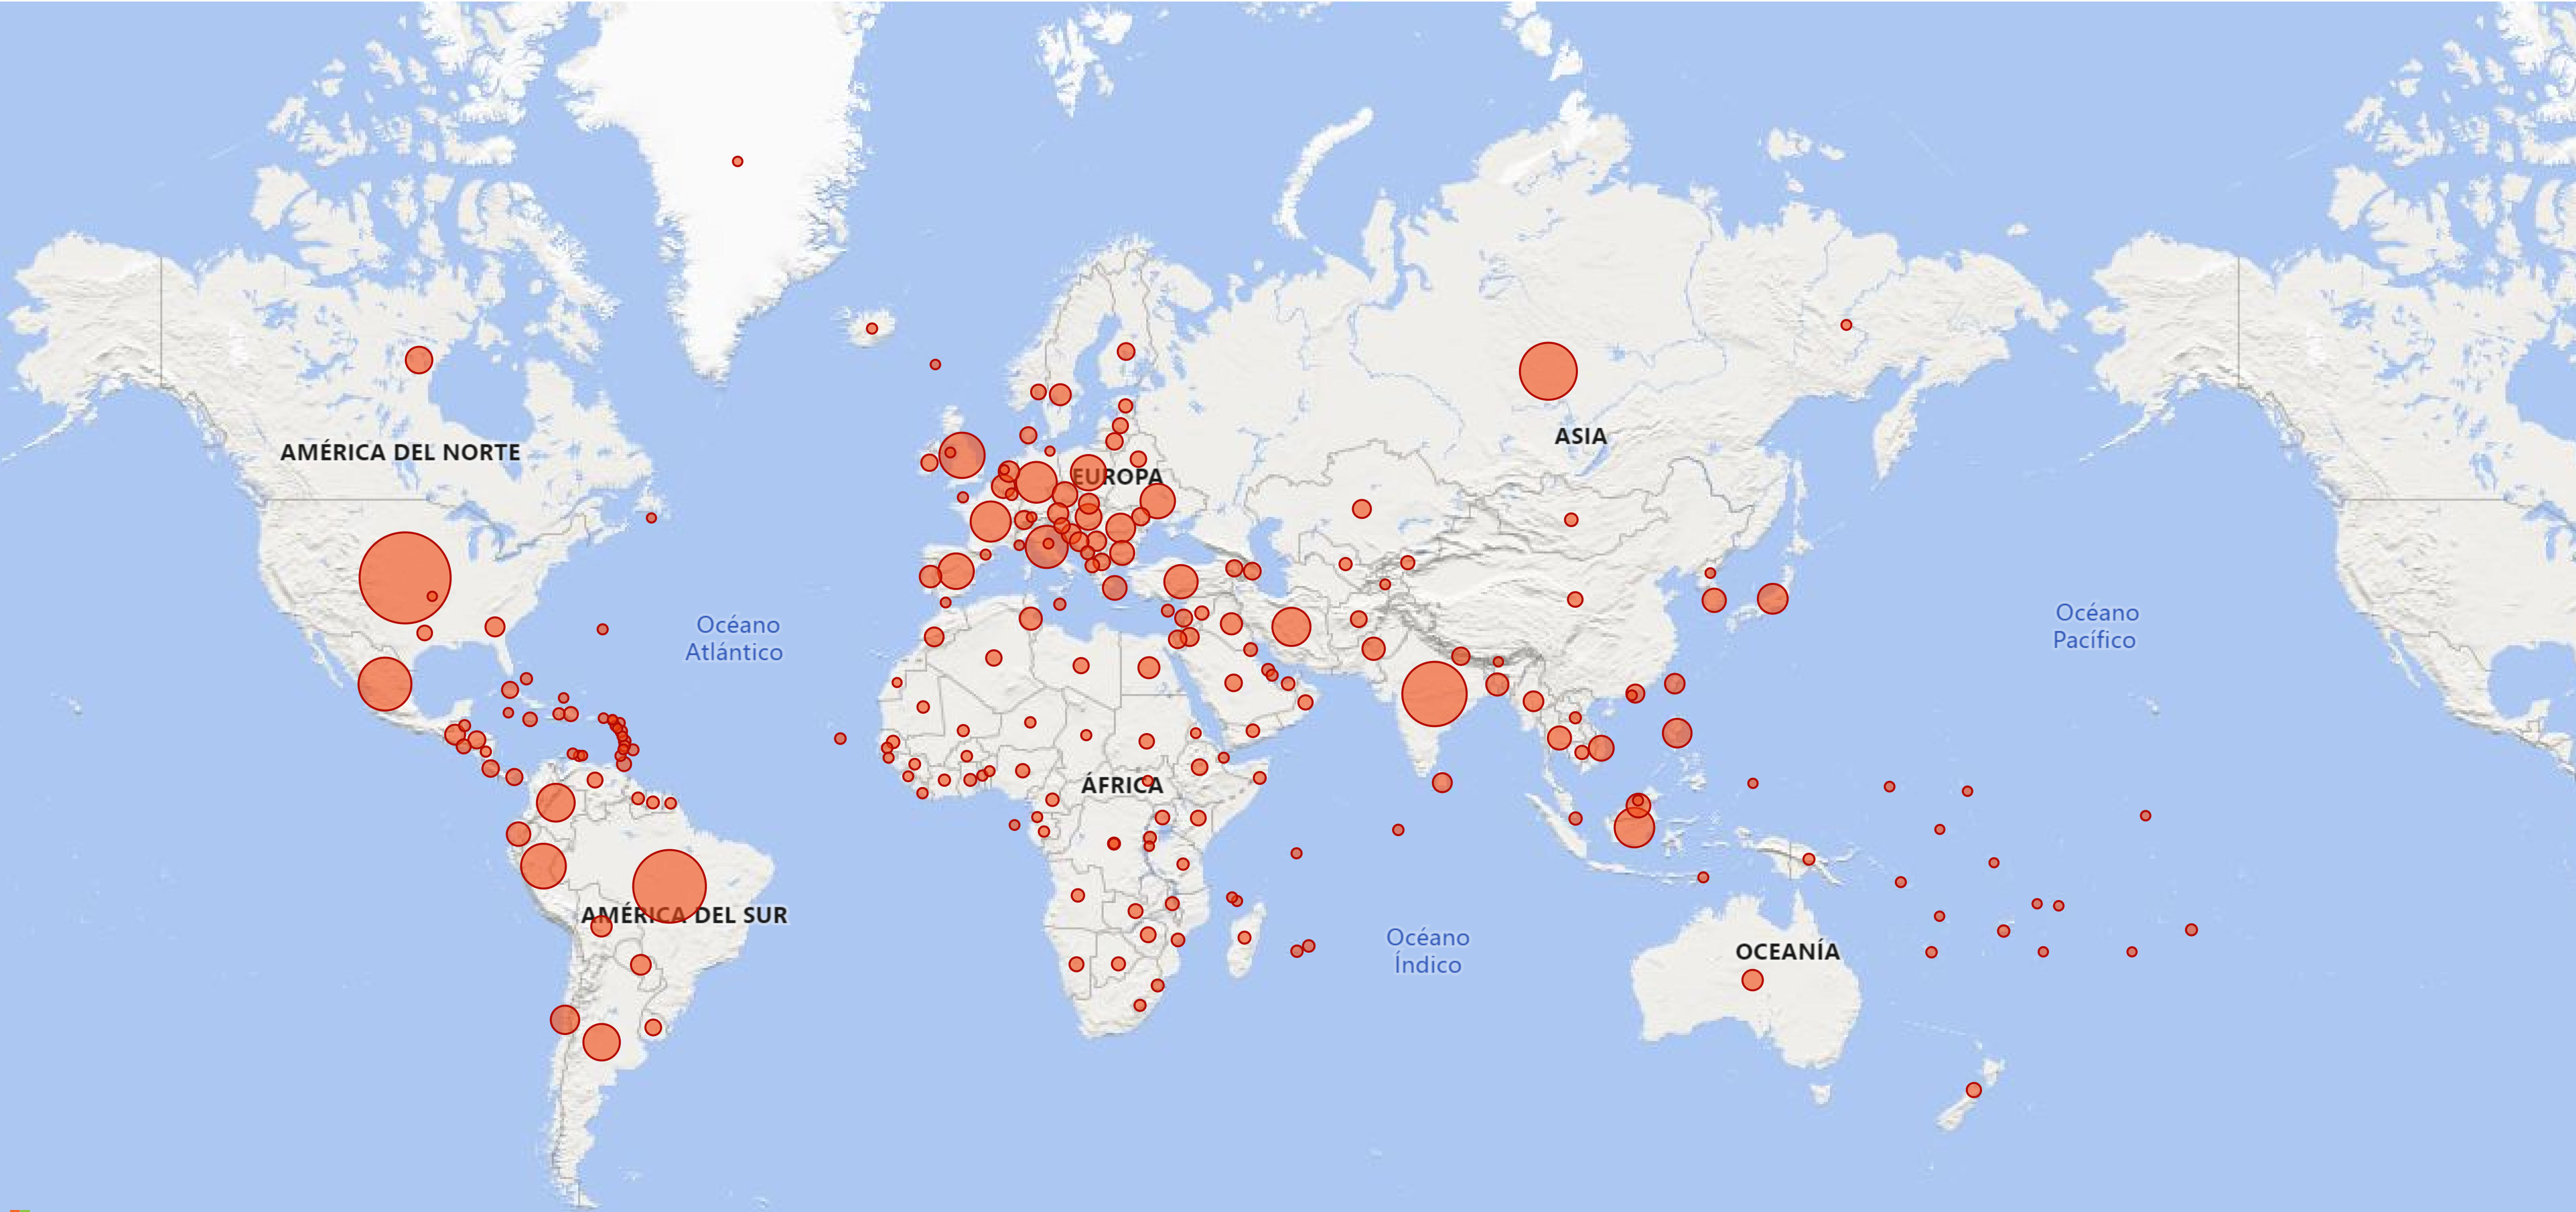 AMÉRICA DEL NORTE
ASIA
EUROPA
Océano
Atlántico
Océano
Pacífico
ÁFRICA
AMÉRICA DEL SUR
Océano
Índico
OCEANÍA